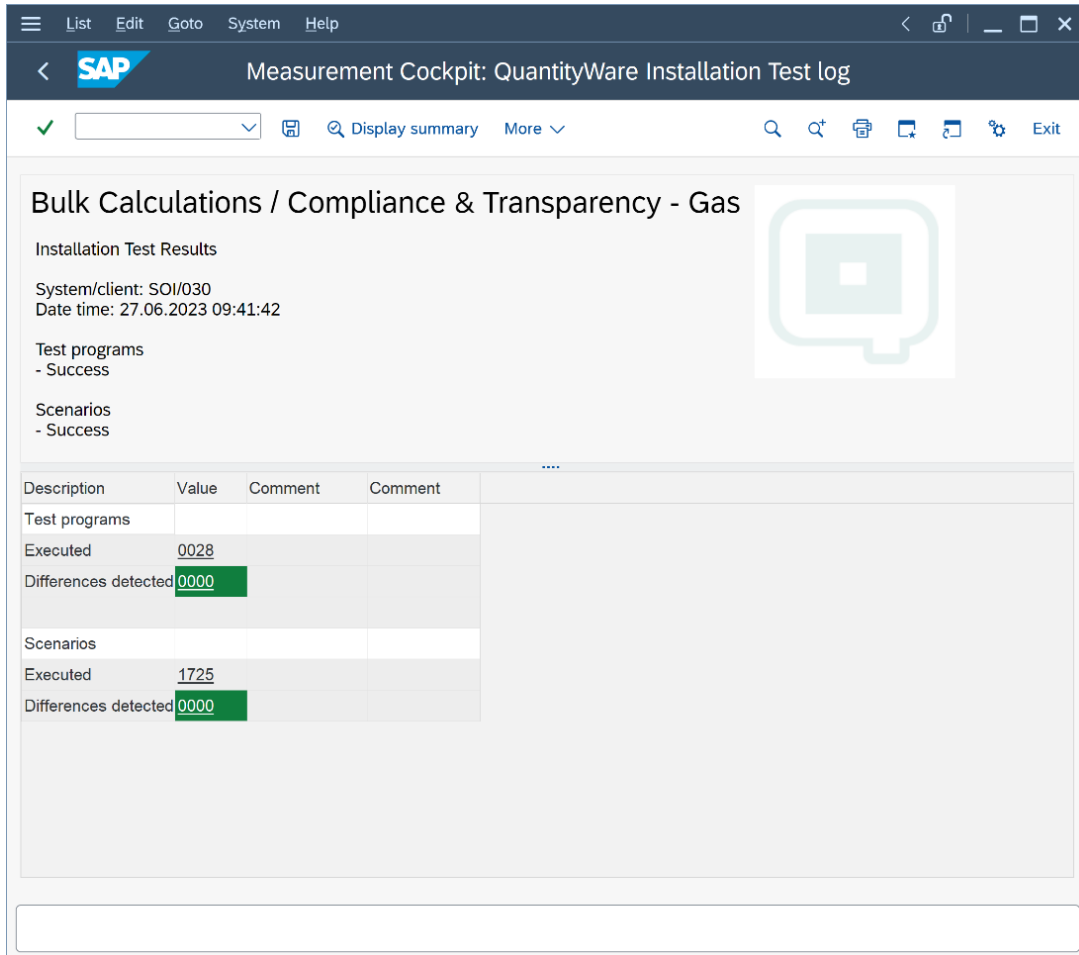 List Edit Goto System Help
SAP Measurement Cockpit: QuantityWare Installation Test log
Display summary More Exit
Bulk Calculations / Compliance & Transparency - Gas
Installation Test Results
System/client: SOI/030
Date time: 27.06.2023 09:41:42
Test programs
- Success
Scenarios
- Success
Description Value Comment Comment
Test programs
Executed 0028
Differences detected 0000
Scenarios
Executed 1725
Differences detected 0000